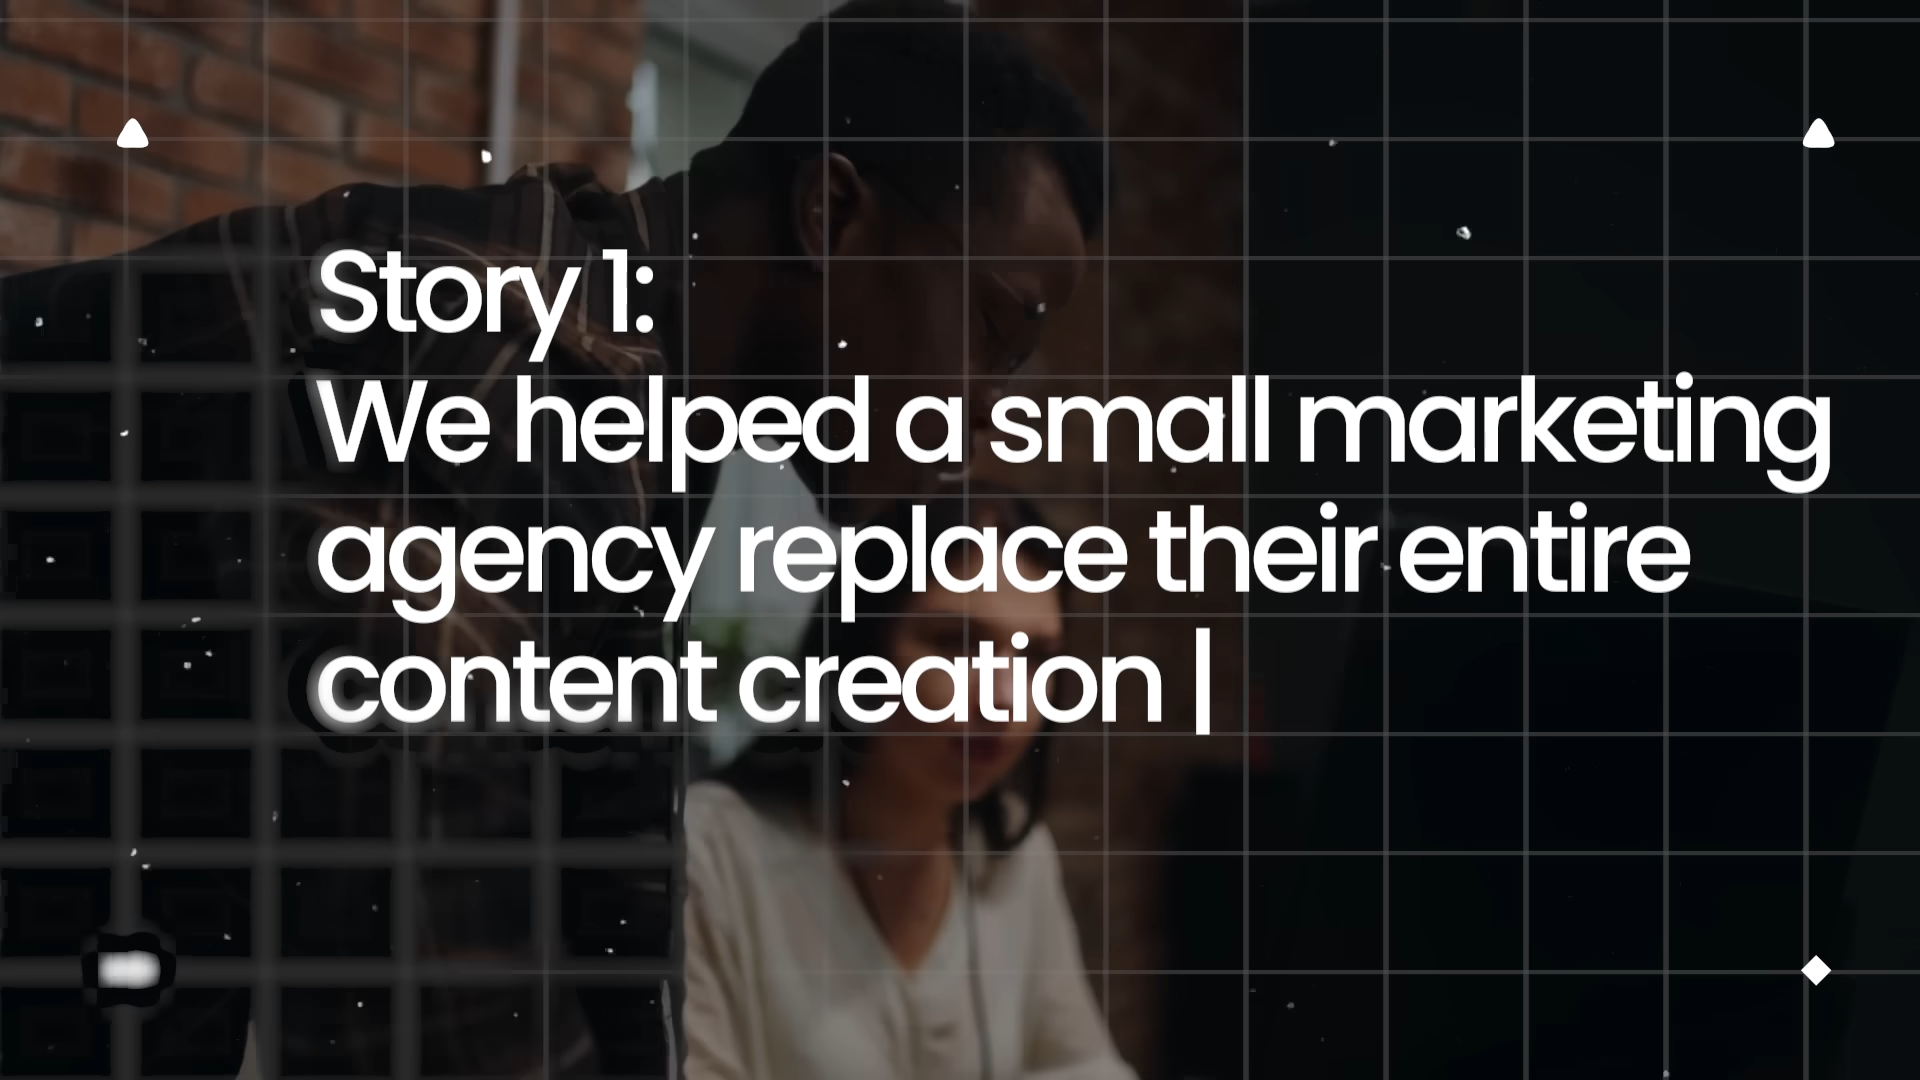 Story 1:
We helped a small marketing
agency replace their entire
content creation |